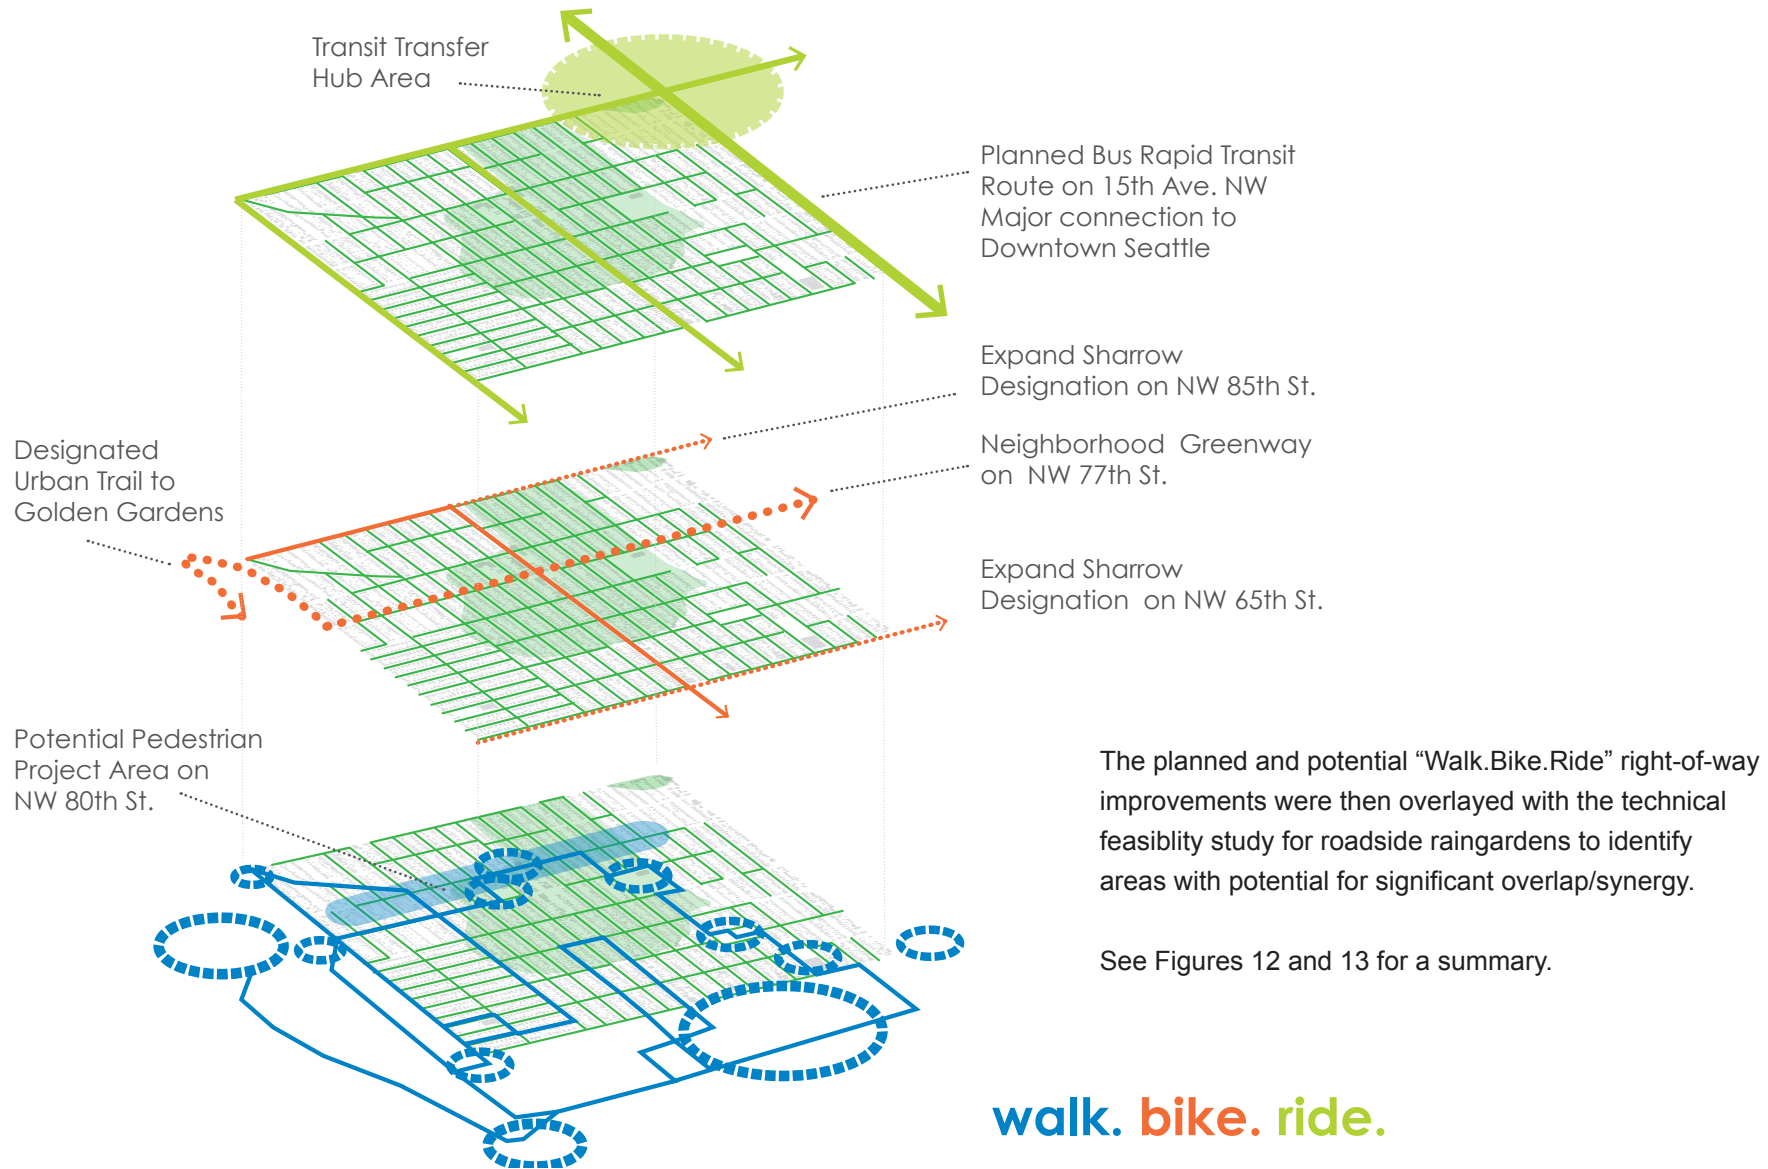 Transit Transfer
Hub Area
Planned Bus Rapid Transit
Route on 15th Ave. NW
Major connection to
Downtown Seattle
Expand Sharrow
Designation on NW 85th St.
Neighborhood Greenway
on NW 77th St.
Designated
Urban Trail to
Golden Gardens
Expand Sharrow
Designation on NW 65th St.
Potential Pedestrian
Project Area on
NW 80th St.
The planned and potential “Walk.Bike.Ride” right-of-way
improvements were then overlayed with the technical
feasiblity study for roadside raingardens to identify
areas with potential for significant overlap/synergy.
See Figures 12 and 13 for a summary.
walk. bike. ride.